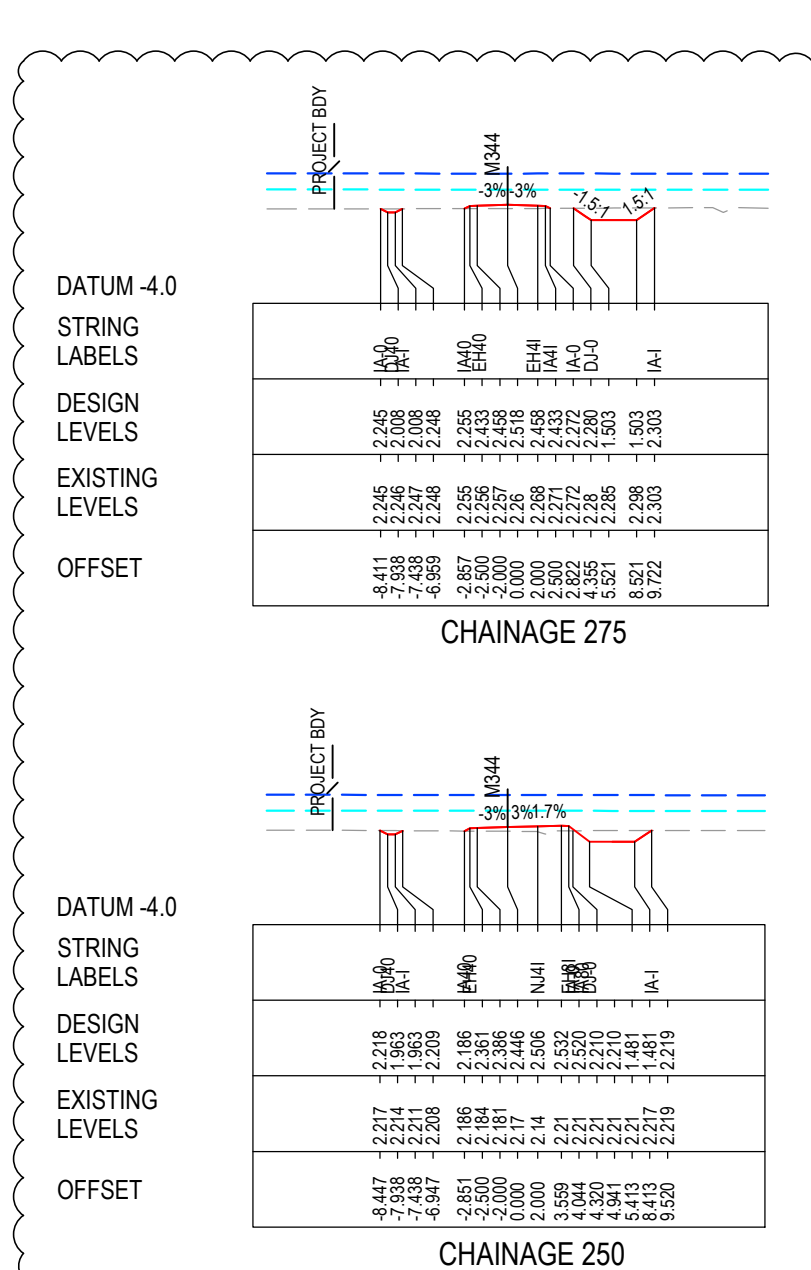 PROJECT BDY
M344
-3% -3%
-1.5:1
1.5:1
DATUM -4.0
STRING
LABELS
IA-0 DJ40 IA-I IA40 EH40 EH4I IA4I IA-0 DJ-0 IA-I
DESIGN
LEVELS
2.245 2.008 2.008 2.248 2.255 2.433 2.458 2.518 2.458 2.433 2.272 2.280 1.503 1.503 2.303
EXISTING
LEVELS
2.245 2.246 2.247 2.248 2.255 2.256 2.257 2.26 2.268 2.271 2.272 2.28 2.285 2.298 2.303
OFFSET
-8.411 -7.938 -7.438 -6.959 -2.857 -2.500 -2.000 0.000 2.000 2.500 2.822 4.355 5.521 8.521 9.722
CHAINAGE 275
PROJECT BDY
M344
-3% 3% 1.7%
DATUM -4.0
STRING
LABELS
IA-0 DJ40 IA-I IA40 EH40 NJ4I EH8I DJ-0 IA-I
DESIGN
LEVELS
2.218 1.963 1.963 2.209 2.186 2.361 2.386 2.446 2.506 2.532 2.520 2.210 2.210 1.481 1.481 2.219
EXISTING
LEVELS
2.217 2.214 2.211 2.208 2.186 2.184 2.181 2.17 2.14 2.21 2.21 2.21 2.21 2.21 2.217 2.219
OFFSET
-8.447 -7.938 -7.438 -6.947 -2.851 -2.500 -2.000 0.000 2.000 3.559 4.044 4.320 4.941 5.413 8.413 9.520
CHAINAGE 250